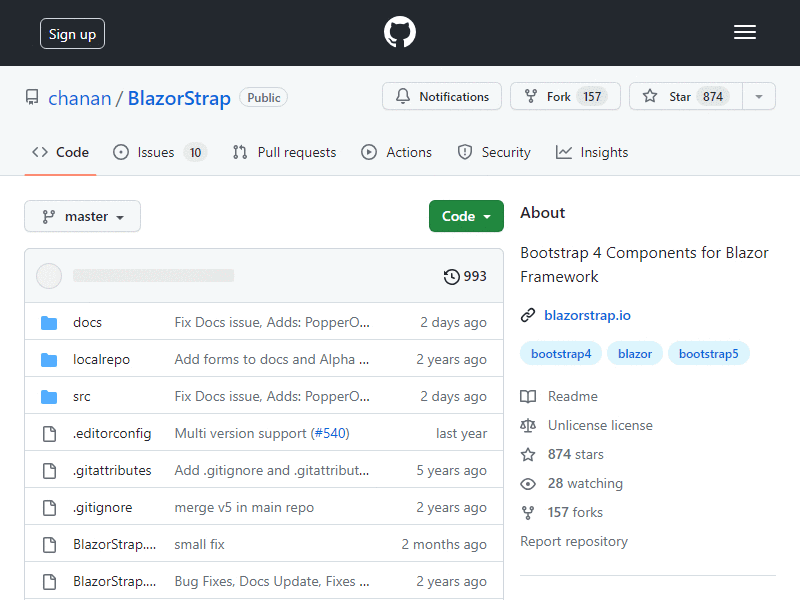 Sign up
chanan / BlazorStrap Public
Notifications Fork 157 Star 874
Code Issues 10 Pull requests Actions Security Insights
master Code
993
docs Fix Docs issue, Adds: PopperO... 2 days ago
localrepo Add forms to docs and Alpha ... 2 years ago
src Fix Docs issue, Adds: PopperO... 2 days ago
.editorconfig Multi version support (#540) last year
.gitattributes Add .gitignore and .gitattribut... 5 years ago
.gitignore merge v5 in main repo 2 years ago
BlazorStrap.... small fix 2 months ago
BlazorStrap.... Bug Fixes, Docs Update, Fixes ... 2 years ago
About
Bootstrap 4 Components for Blazor
Framework
blazorstrap.io
bootstrap4 blazor bootstrap5
Readme
Unlicense license
874 stars
28 watching
157 forks
Report repository